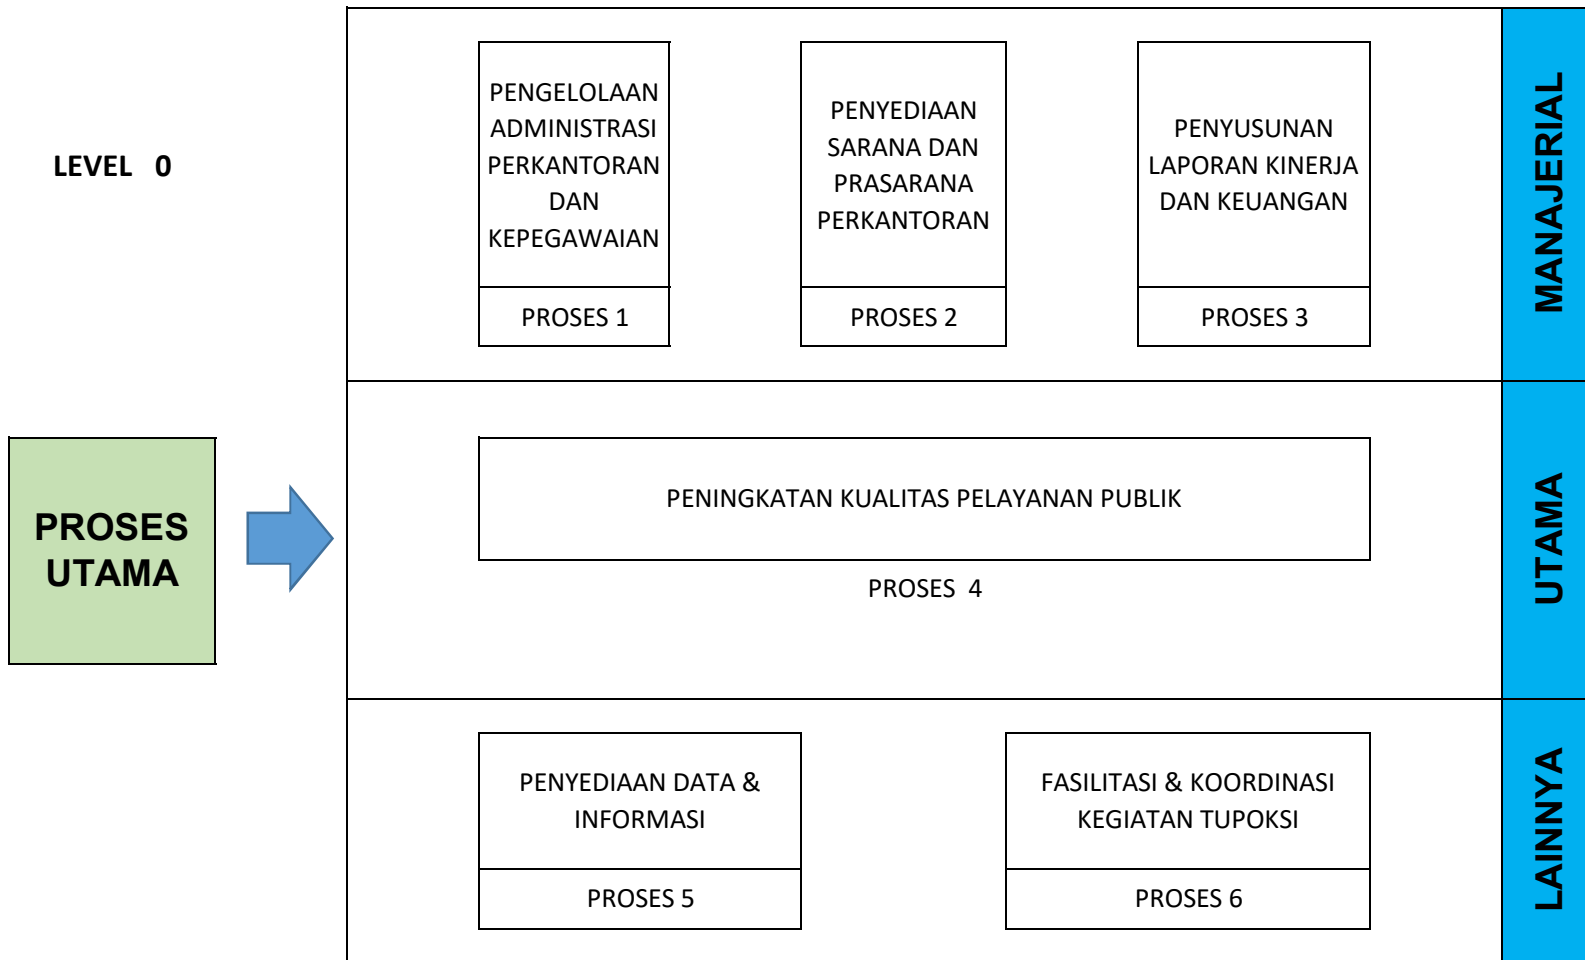 LEVEL 0
PENGELOLAAN
ADMINISTRASI
PERKANTORAN
DAN
KEPEGAWAIAN
PROSES 1
PENYEDIAAN
SARANA DAN
PRASARANA
PERKANTORAN
PROSES 2
PENYUSUNAN
LAPORAN KINERJA
DAN KEUANGAN
PROSES 3
MANAJERIAL
PROSES
UTAMA
PENINGKATAN KUALITAS PELAYANAN PUBLIK
PROSES 4
UTAMA
PENYEDIAAN DATA &
INFORMASI
PROSES 5
FASILITASI & KOORDINASI
KEGIATAN TUPOKSI
PROSES 6
LAINNYA